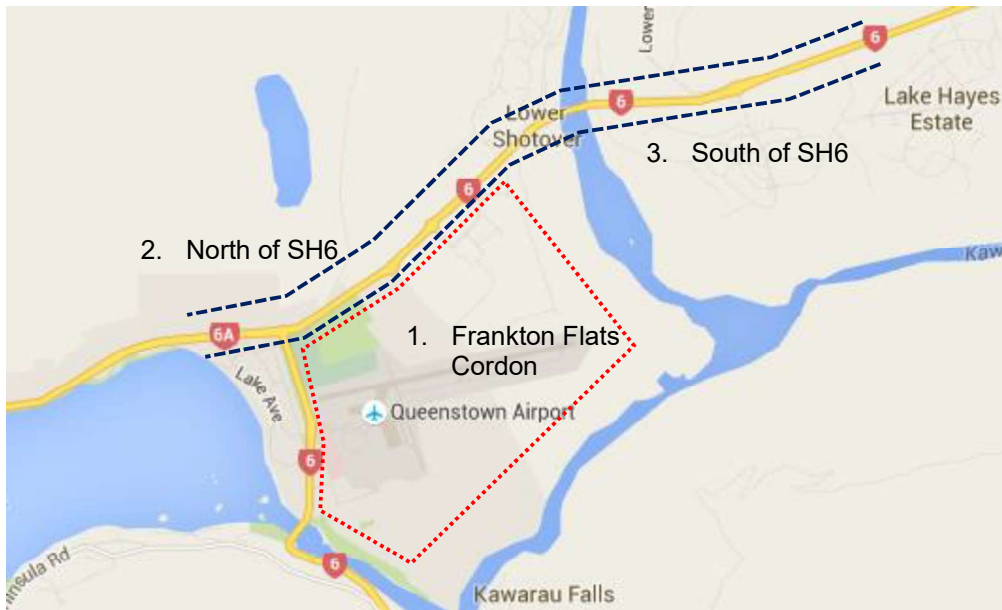 6
Lower
Lake Hayes
Estate
6
Lower
Shotover
3. South of SH6
6
2. North of SH6
Kaw
6A
1. Frankton Flats
Cordon
Lake Ave
Queenstown Airport
6
6
insula Rd
Kawarau Falls